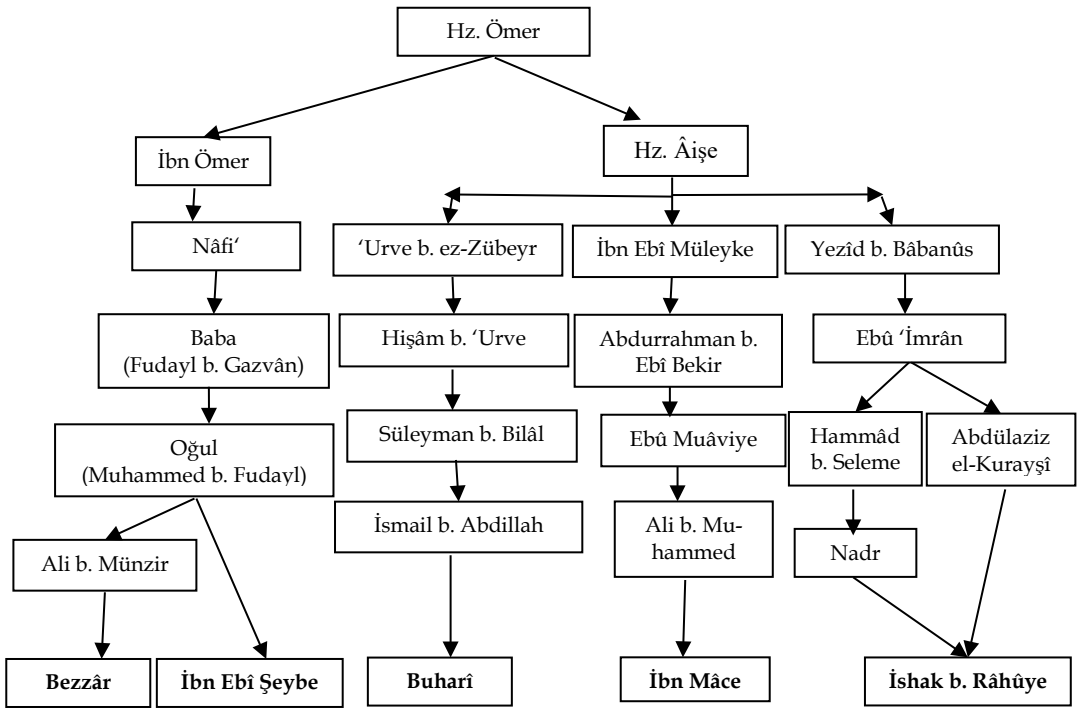 Hz. Ömer
İbn Ömer
Hz. Âişe
Nâfi‘
‘Urve b. ez-Zübeyr
İbn Ebî Müleyke
Yezîd b. Bâbanûs
Baba
(Fudayl b. Gazvân)
Hişâm b. ‘Urve
Abdurrahman b.
Ebî Bekir
Ebû ‘İmrân
Oğul
(Muhammed b. Fudayl)
Süleyman b. Bilâl
Ebû Muâviye
Hammâd
b. Seleme
Abdülaziz
el-Kurayşî
Ali b. Münzir
İsmail b. Abdillah
Ali b. Mu-
hammed
Nadr
Bezzâr
İbn Ebî Şeybe
Buharî
İbn Mâce
İshak b. Râhûye